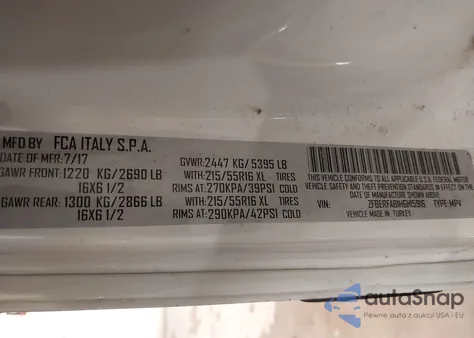 MFD BY FCA ITALY S.P.A.
DATE OF MFR: 7/17 GVWR: 2447 KG/ 5395 LB
GAWR FRONT: 1220 KG/2690 LB WITH: 215/55R16 XL TIRES
16X6 1/2 RIMS AT: 270KPA/39PSI COLD
GAWR REAR: 1300 KG/2866 LB WITH: 215/55R16 XL TIRES
16X6 1/2 RIMS AT: 290KPA/42PSI COLD
THIS VEHICLE CONFORMS TO ALL APPLICABLE U.S.A. FEDERAL MOTOR
VEHICLE SAFETY STANDARDS IN EFFECT ON THE DATE OF
MANUFACTURE SHOWN ABOVE.
VIN: TYPE: MPV
VEHICLE MADE IN: TURKEY
autoSnap
Pewne auta z aukcji USA i EU